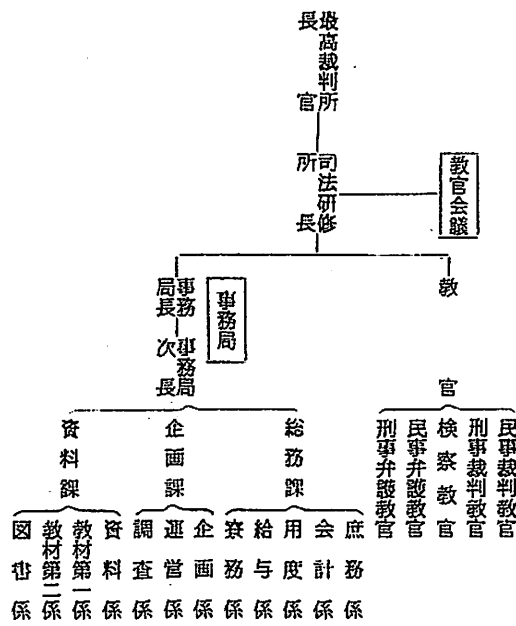 最高裁判所長官
司法研修所長
教官会議
教官
民事裁判教官
刑事裁判教官
検察教官
民事弁護教官
刑事弁護教官
事務局
事務局長
事務局次長
総務課
庶務係
会計係
用度係
給与係
寮務係
企画課
企画係
運営係
調査係
資料課
資料係
教材第一係
教材第二係
図書係